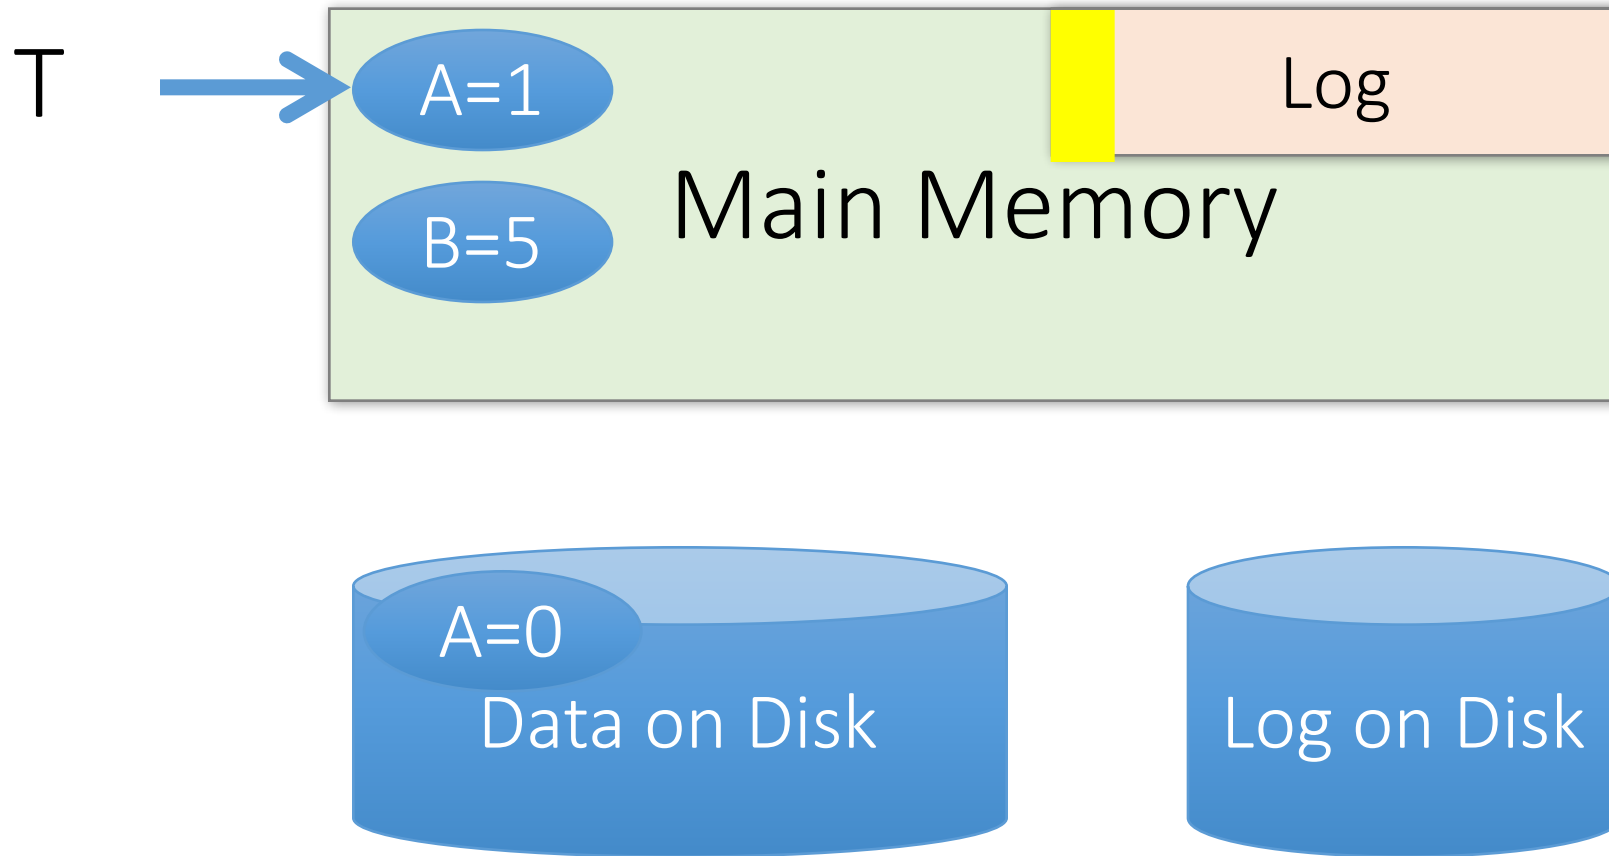 T
A=1
Log
Main Memory
B=5
A=0
Data on Disk
Log on Disk